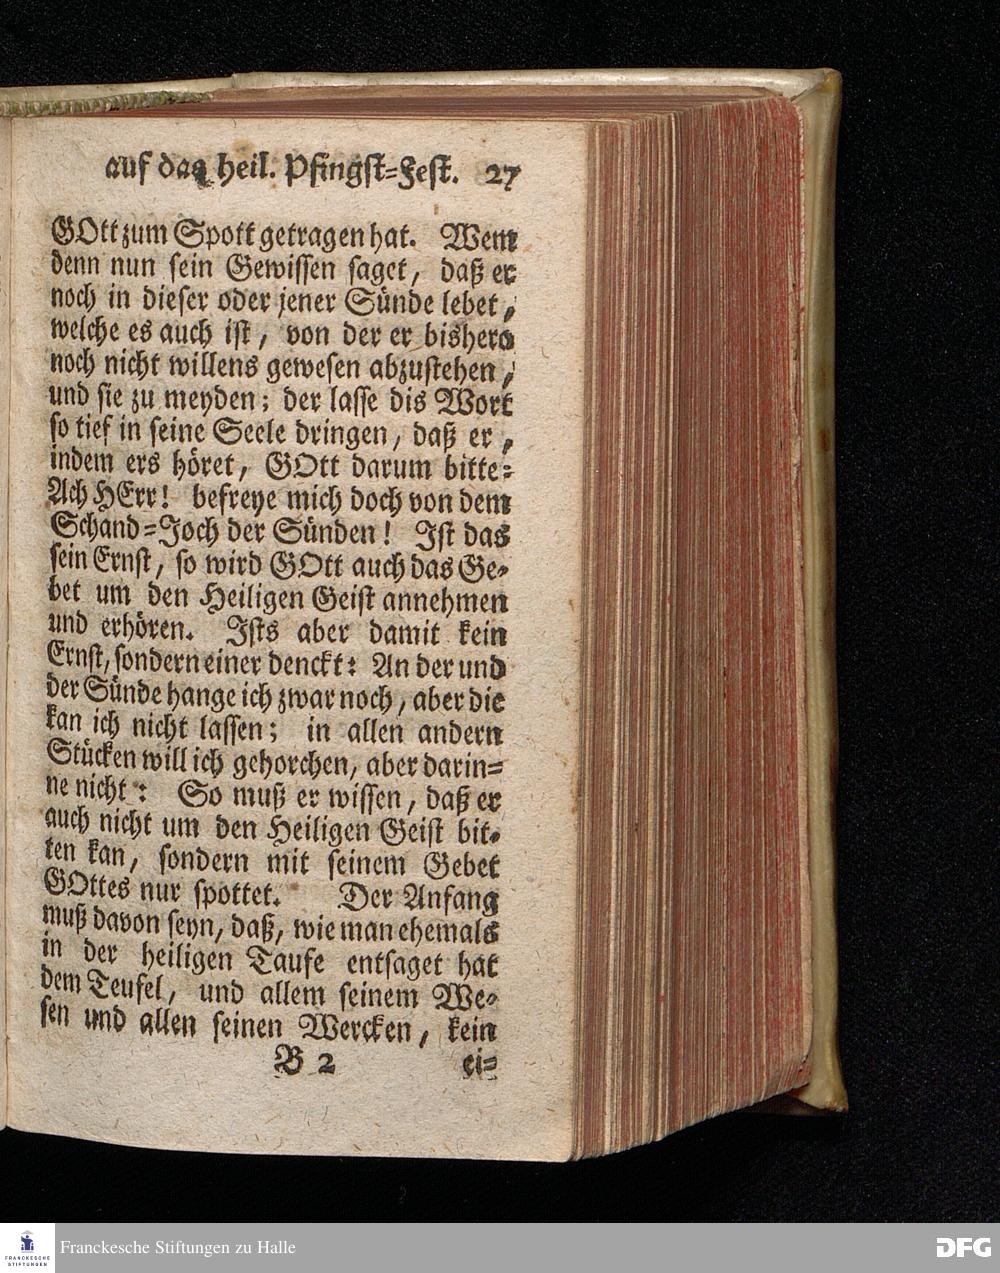 auf das heil. Pfingst=Fest. 27
GOtt zum Spott getragen hat. Wem
denn nun sein Gewissen saget, daß er
noch in dieser oder jener Sünde lebet,
welche es auch ist, von der er bishero
noch nicht willens gewesen abzustehen,
und sie zu meyden; der lasse dis Wort
so tief in seine Seele dringen, daß er,
indem ers höret, GOtt darum bitte:
Ach HErr! befreye mich doch von dem
Schand=Joch der Sünden! Ist das
sein Ernst, so wird GOtt auch das Ge=
bet um den Heiligen Geist annehmen
und erhören. Ists aber damit kein
Ernst, sondern einer denckt: An der und
der Sünde hange ich zwar noch, aber die
kan ich nicht lassen; in allen andern
Stücken will ich gehorchen, aber darin=
ne nicht: So muß er wissen, daß er
auch nicht um den Heiligen Geist bit=
ten kan, sondern mit seinem Gebet
GOttes nur spottet. Der Anfang
muß davon seyn, daß, wie man ehemals
in der heiligen Taufe entsaget hat
dem Teufel, und allem seinem We=
sen und allen seinen Wercken, kein
B 2 ei=
FRANCKESCHE
STIFTUNGEN
Franckesche Stiftungen zu Halle
DFG